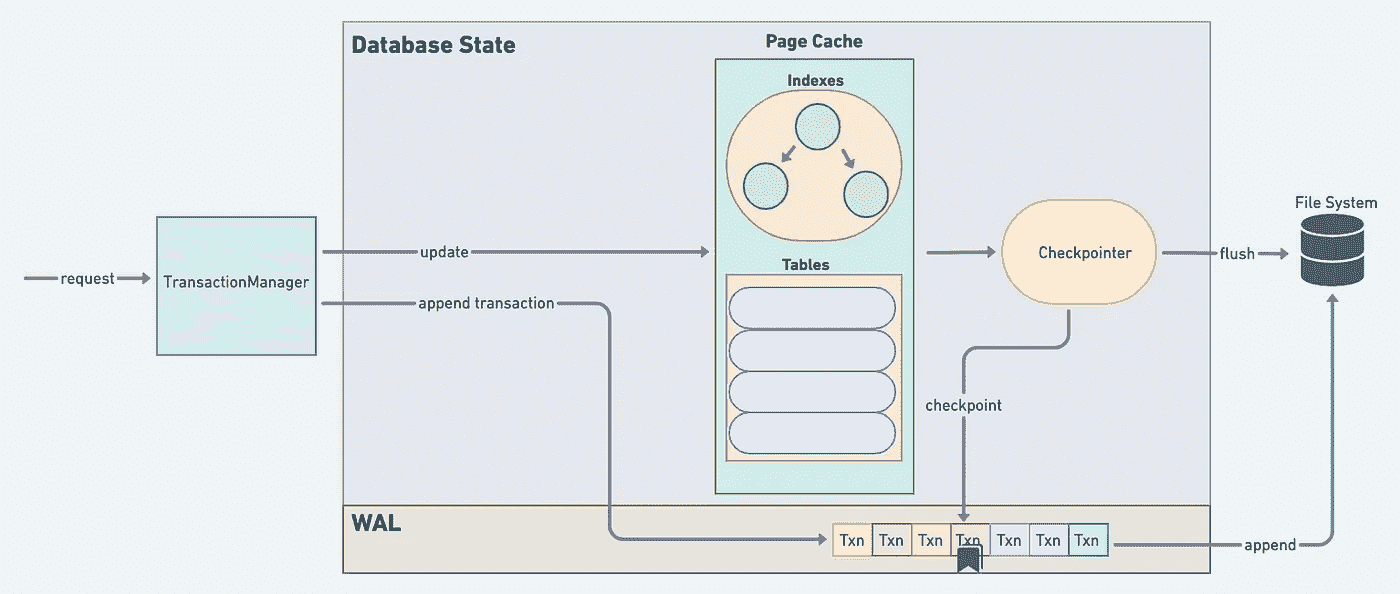 Database State
Page Cache
Indexes
File System
request
TransactionManager
update
Checkpointer
flush
Tables
append transaction
checkpoint
WAL
Txn Txn Txn Txn Txn Txn Txn
append